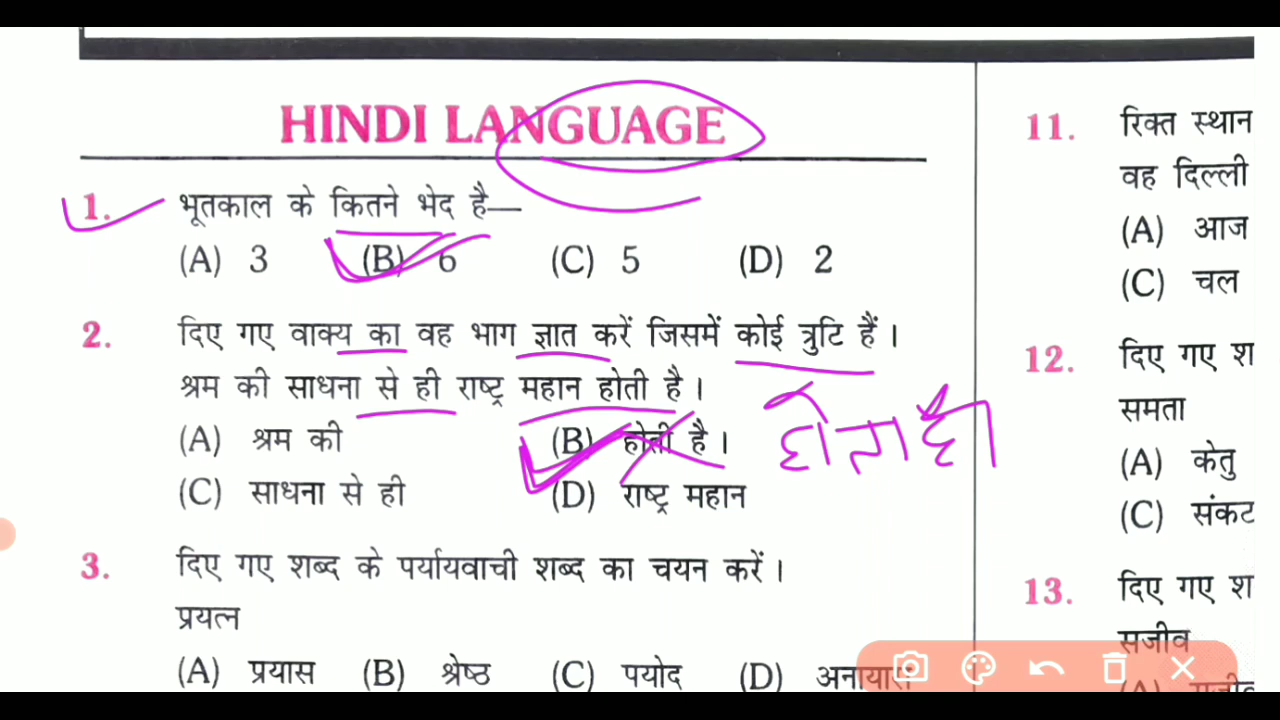 HINDI LANGUAGE
1. भूतकाल के कितने भेद है—
(A) 3 (B) 6 (C) 5 (D) 2
2. दिए गए वाक्य का वह भाग ज्ञात करें जिसमें कोई त्रुटि हैं।
श्रम की साधना से ही राष्ट्र महान होती है।
(A) श्रम की (B) होती है।
होता है।
(C) साधना से ही (D) राष्ट्र महान
3. दिए गए शब्द के पर्यायवाची शब्द का चयन करें।
प्रयत्न
(A) प्रयास (B) श्रेष्ठ (C) पयोद (D)
11. रिक्त स्थान
वह दिल्ली
(A) आज
(C) चल
12. दिए गए श
समता
(A) केतु
(C) संकट
13. दिए गए श
सजीव